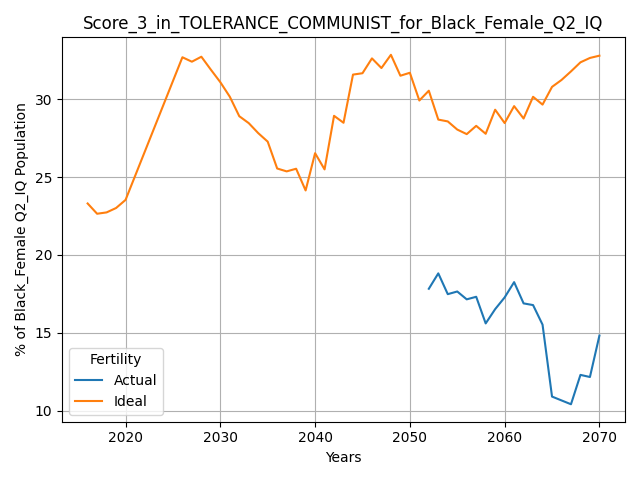 Score_3_in_TOLERANCE_COMMUNIST_for_Black_Female_Q2_IQ
% of Black_Female Q2_IQ Population
30
25
20
15
10
Fertility
Actual
Ideal
2020
2030
2040
2050
2060
2070
Years